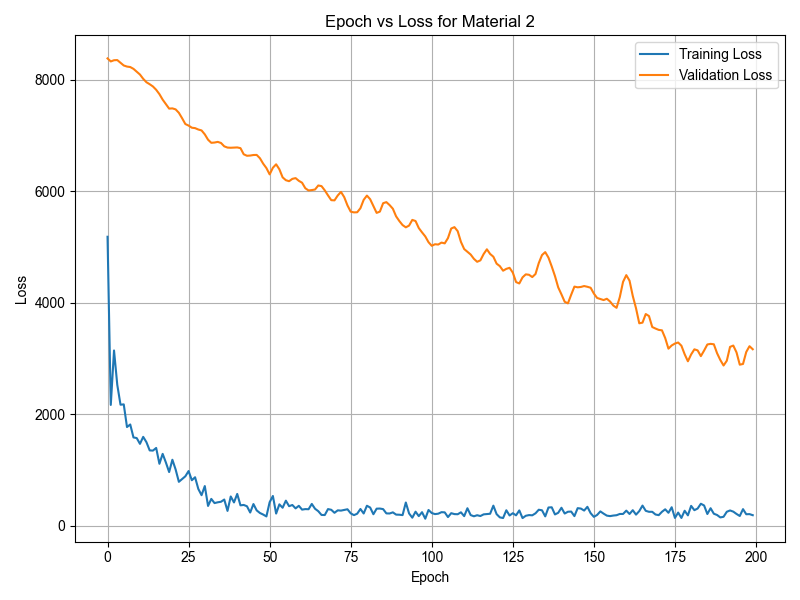 Epoch vs Loss for Material 2
Training Loss
Validation Loss
8000
6000
4000
2000
0
Loss
0 25 50 75 100 125 150 175 200
Epoch